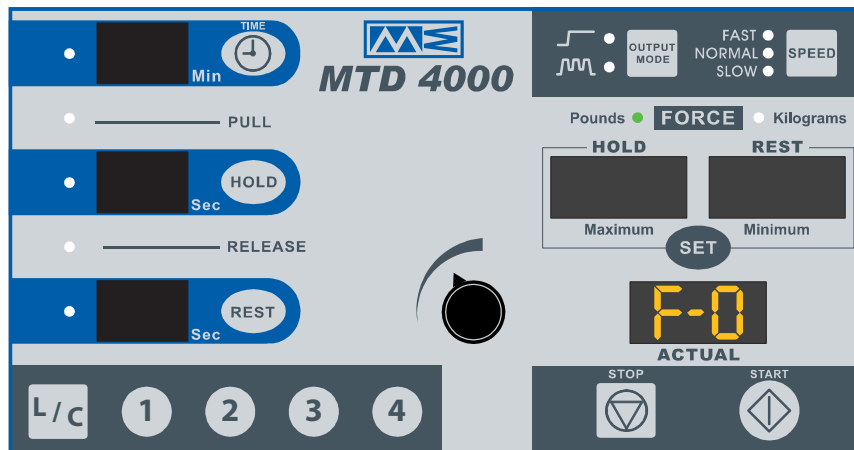 TIME
Min
PULL
HOLD
Sec
RELEASE
REST
Sec
L/C
1 2 3 4
MTD 4000
OUTPUT
MODE
FAST
NORMAL
SLOW
SPEED
Pounds FORCE Kilograms
HOLD REST
Maximum Minimum
SET
F-0
ACTUAL
STOP START